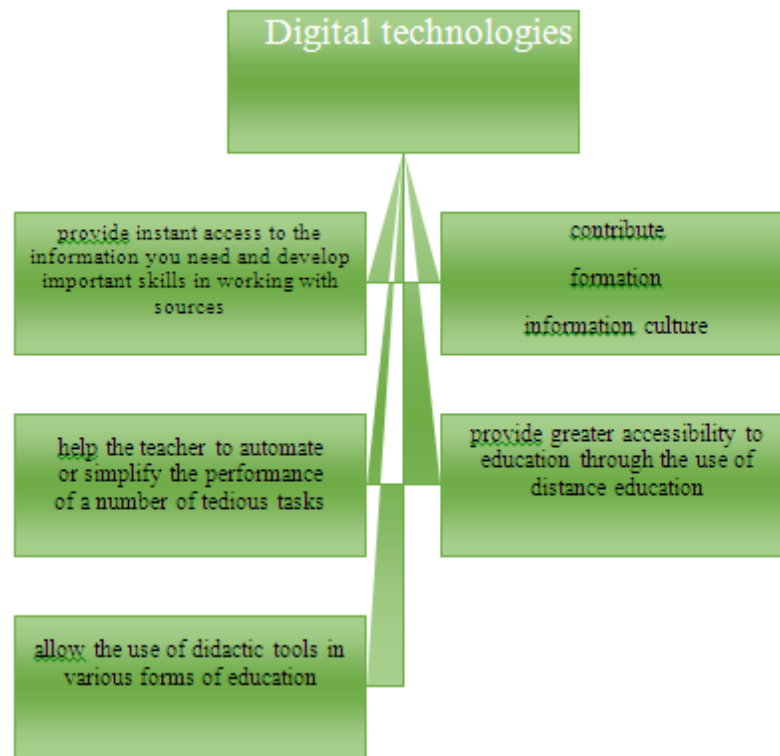 Digital technologies
provide instant access to the
information you need and develop
important skills in working with
sources
contribute
formation
information culture
help the teacher to automate
or simplify the performance
of a number of tedious tasks
provide greater accessibility to
education through the use of
distance education
allow the use of didactic tools in
various forms of education